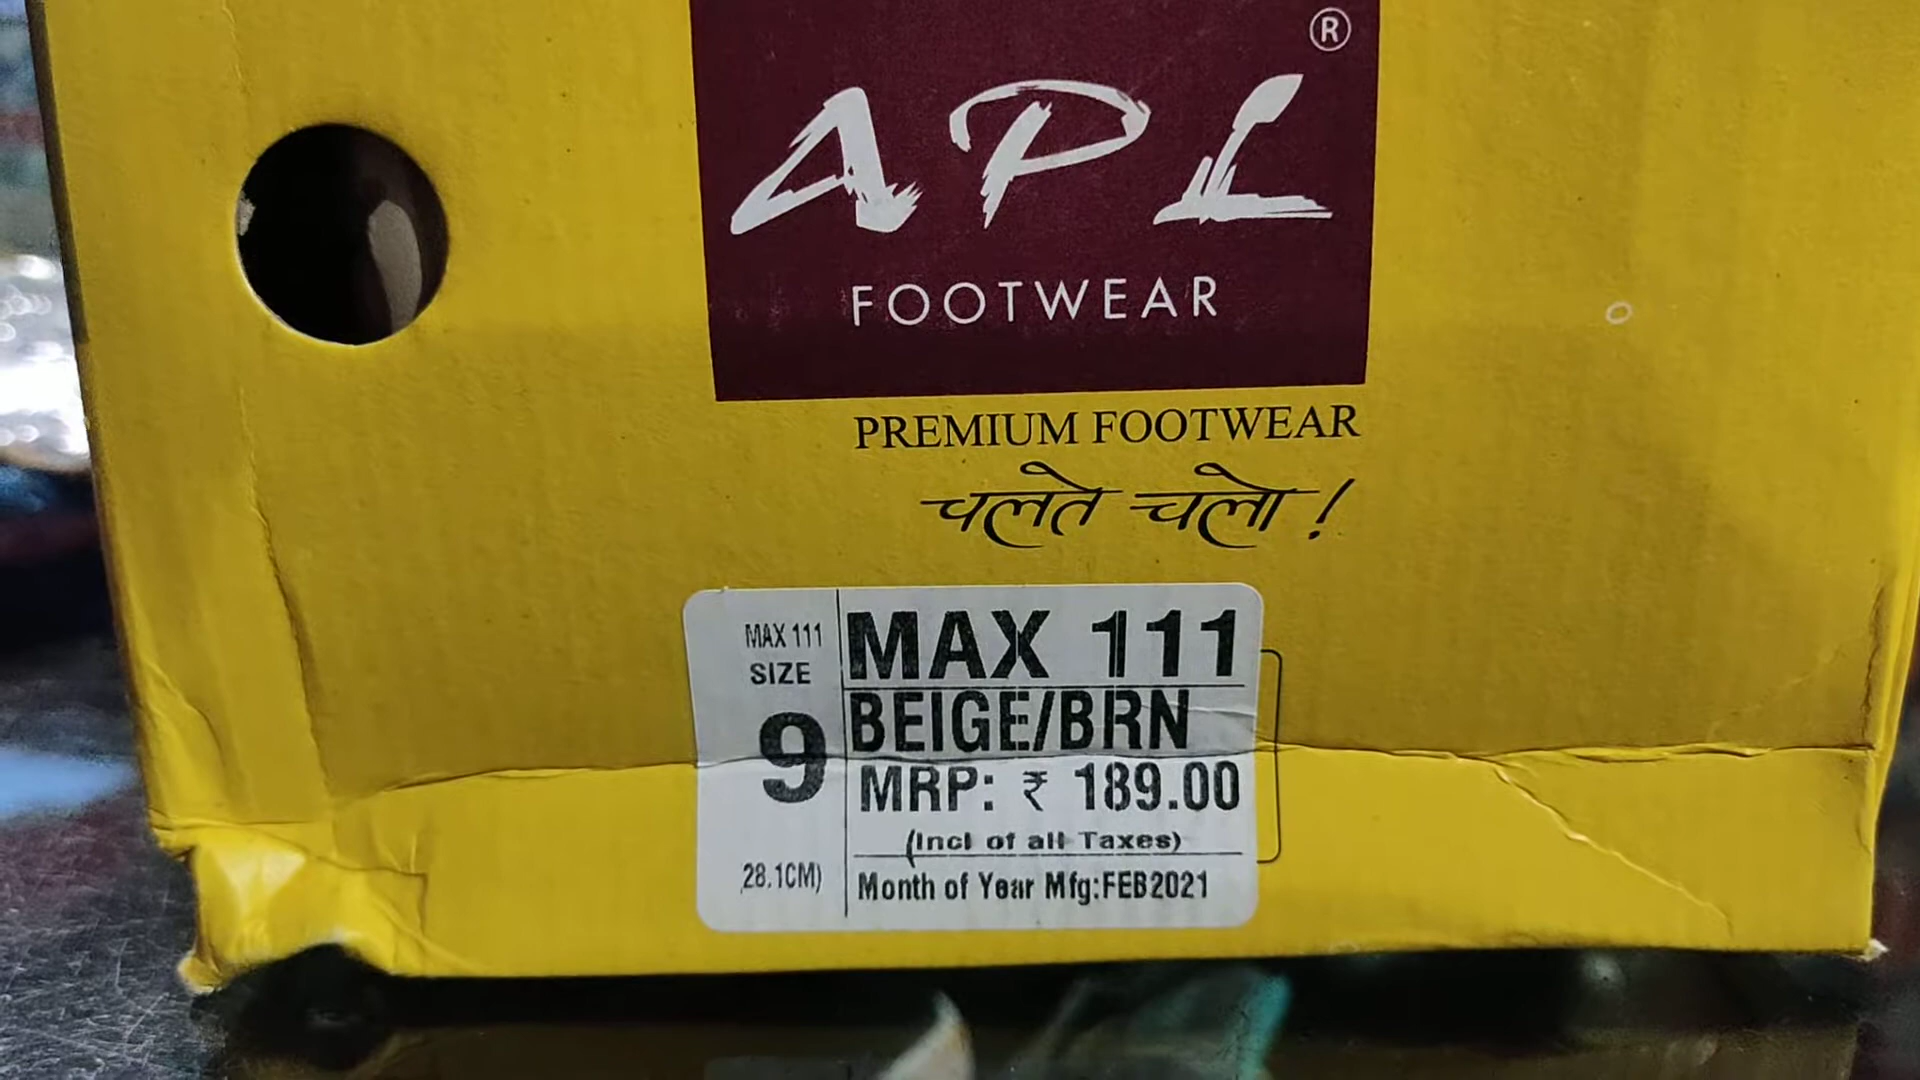 ®
APL
FOOTWEAR
PREMIUM FOOTWEAR
चलते चलो !
MAX 111
SIZE
9
28.1CM)
MAX 111
BEIGE/BRN
MRP: ₹ 189.00
(Incl of all Taxes)
Month of Year Mfg:FEB2021